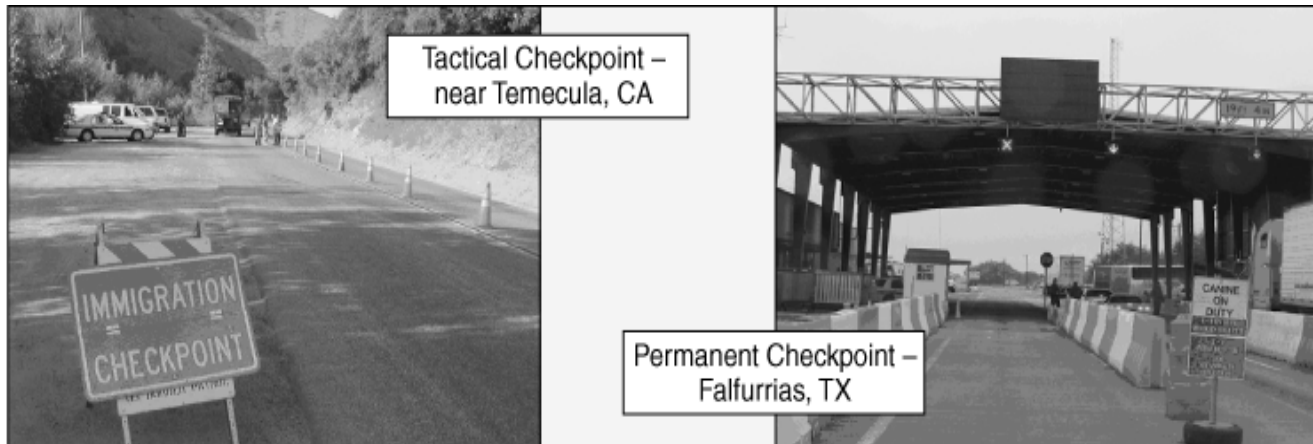 Tactical Checkpoint –
near Temecula, CA
IMMIGRATION
CHECKPOINT
Permanent Checkpoint –
Falfurrias, TX
CANINE
ON
DUTY